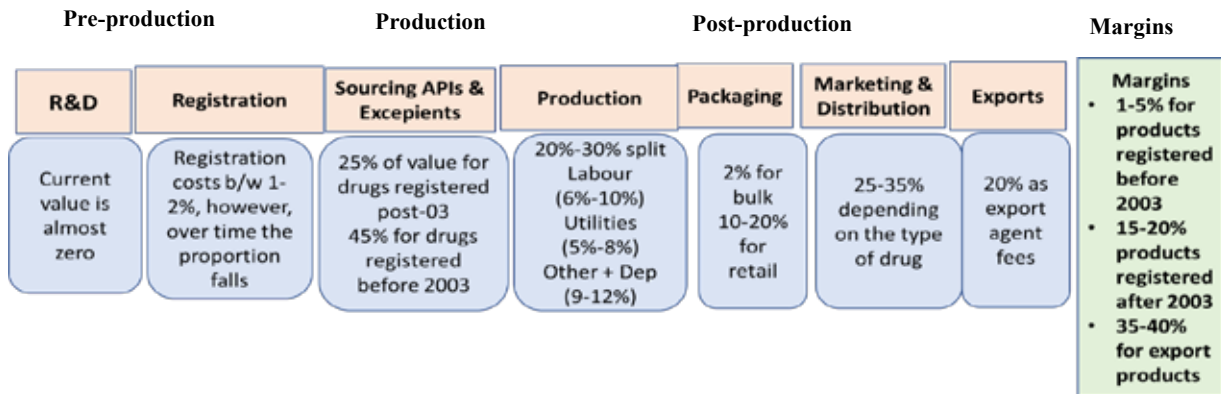 Pre-production
Production
Post-production
Margins
R&D
Registration
Sourcing APIs &
Excepients
Production
Packaging
Marketing &
Distribution
Exports
Current
value is
almost
zero
Registration
costs b/w 1-
2%, however,
over time the
proportion
falls
25% of value for
drugs registered
post-03
45% for drugs
registered
before 2003
20%-30% split
Labour
(6%-10%)
Utilities
(5%-8%)
Other + Dep
(9-12%)
2% for
bulk
10-20%
for
retail
25-35%
depending
on the type
of drug
20% as
export
agent
fees
Margins
• 1-5% for
products
registered
before
2003
• 15-20%
products
registered
after 2003
• 35-40%
for export
products